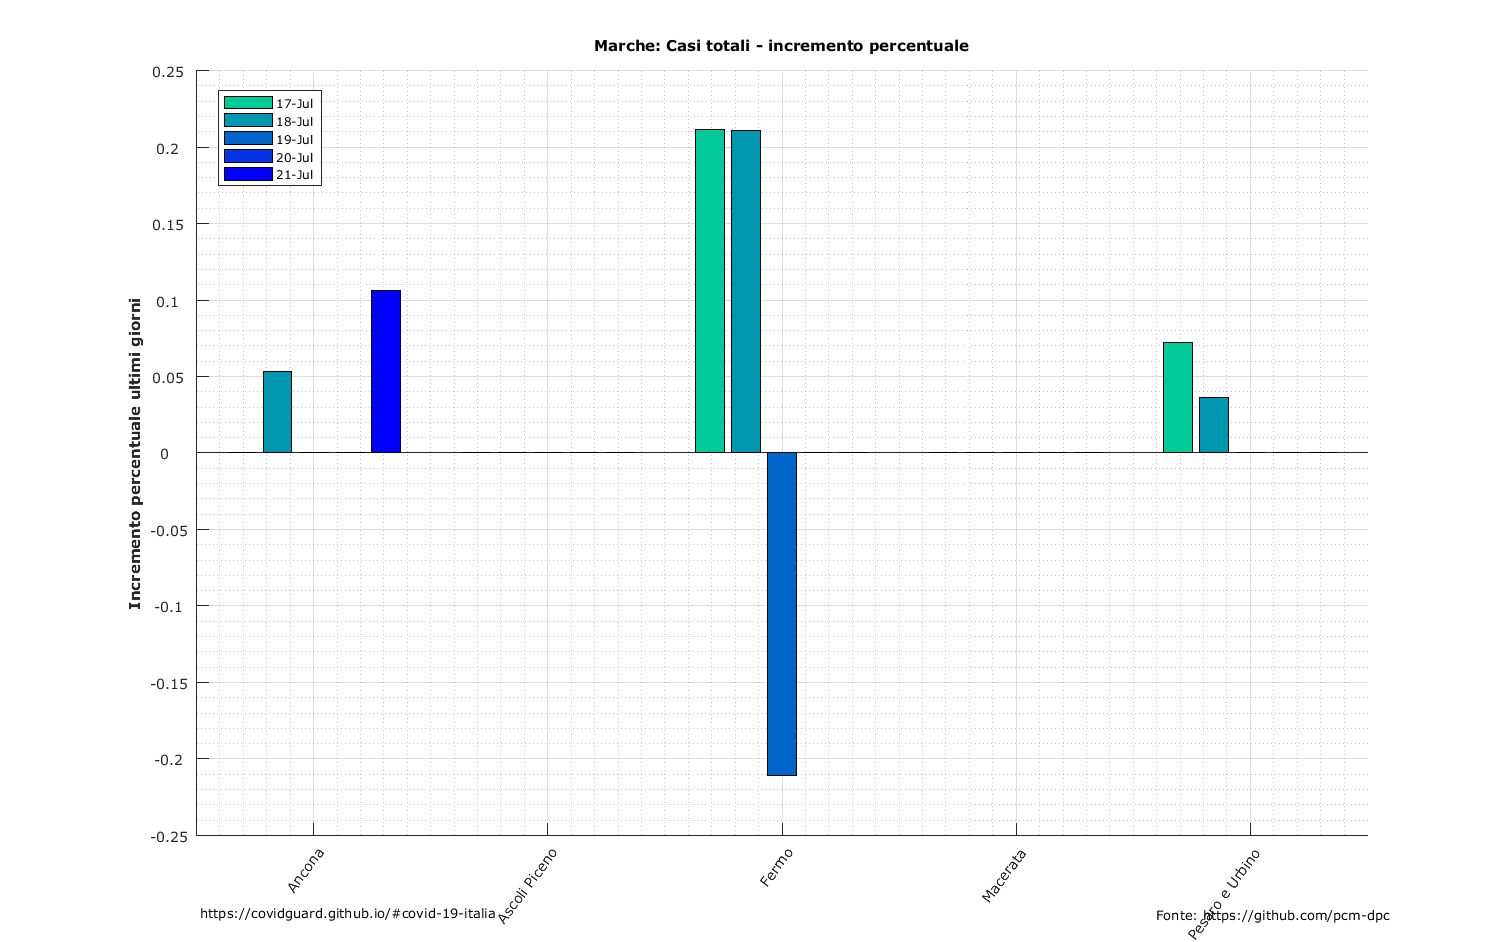 Marche: Casi totali - incremento percentuale
0.25
0.2
0.15
0.1
0.05
0
-0.05
-0.1
-0.15
-0.2
-0.25
Incremento percentuale ultimi giorni
17-Jul
18-Jul
19-Jul
20-Jul
21-Jul
Ancona
Ascoli Piceno
Fermo
Macerata
Pesaro e Urbino
https://covidguard.github.io/#covid-19-italia
Fonte: https://github.com/pcm-dpc